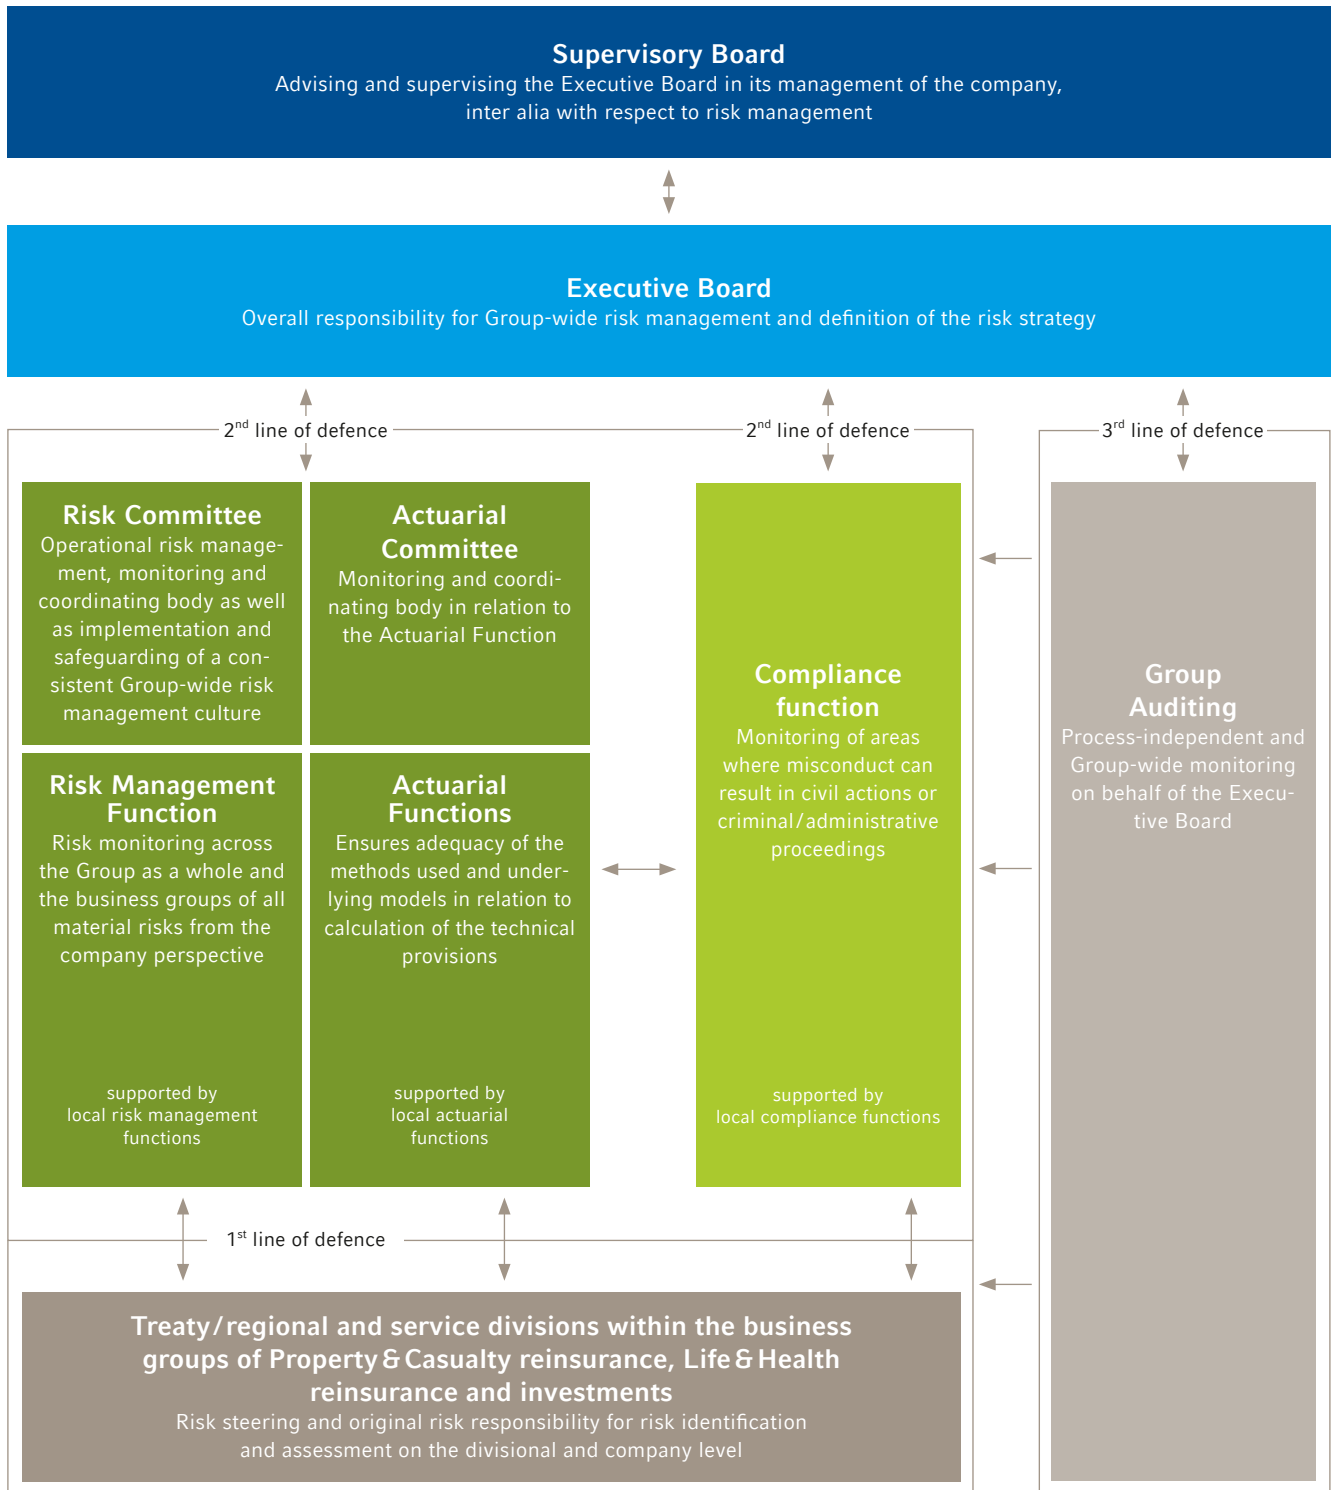 Supervisory Board
Advising and supervising the Executive Board in its management of the company,
inter alia with respect to risk management
Executive Board
Overall responsibility for Group-wide risk management and definition of the risk strategy
2nd line of defence
2nd line of defence
3rd line of defence
Risk Committee
Operational risk manage-
ment, monitoring and
coordinating body as well
as implementation and
safeguarding of a con-
sistent Group-wide risk
management culture
Actuarial
Committee
Monitoring and coordi-
nating body in relation to
the Actuarial Function
Risk Management
Function
Risk monitoring across
the Group as a whole and
the business groups of all
material risks from the
company perspective
supported by
local risk management
functions
Actuarial
Functions
Ensures adequacy of the
methods used and under-
lying models in relation to
calculation of the technical
provisions
supported by
local actuarial
functions
Compliance
function
Monitoring of areas
where misconduct can
result in civil actions or
criminal/administrative
proceedings
supported by
local compliance functions
Group
Auditing
Process-independent and
Group-wide monitoring
on behalf of the Execu-
tive Board
1st line of defence
Treaty/regional and service divisions within the business
groups of Property & Casualty reinsurance, Life & Health
reinsurance and investments
Risk steering and original risk responsibility for risk identification
and assessment on the divisional and company level